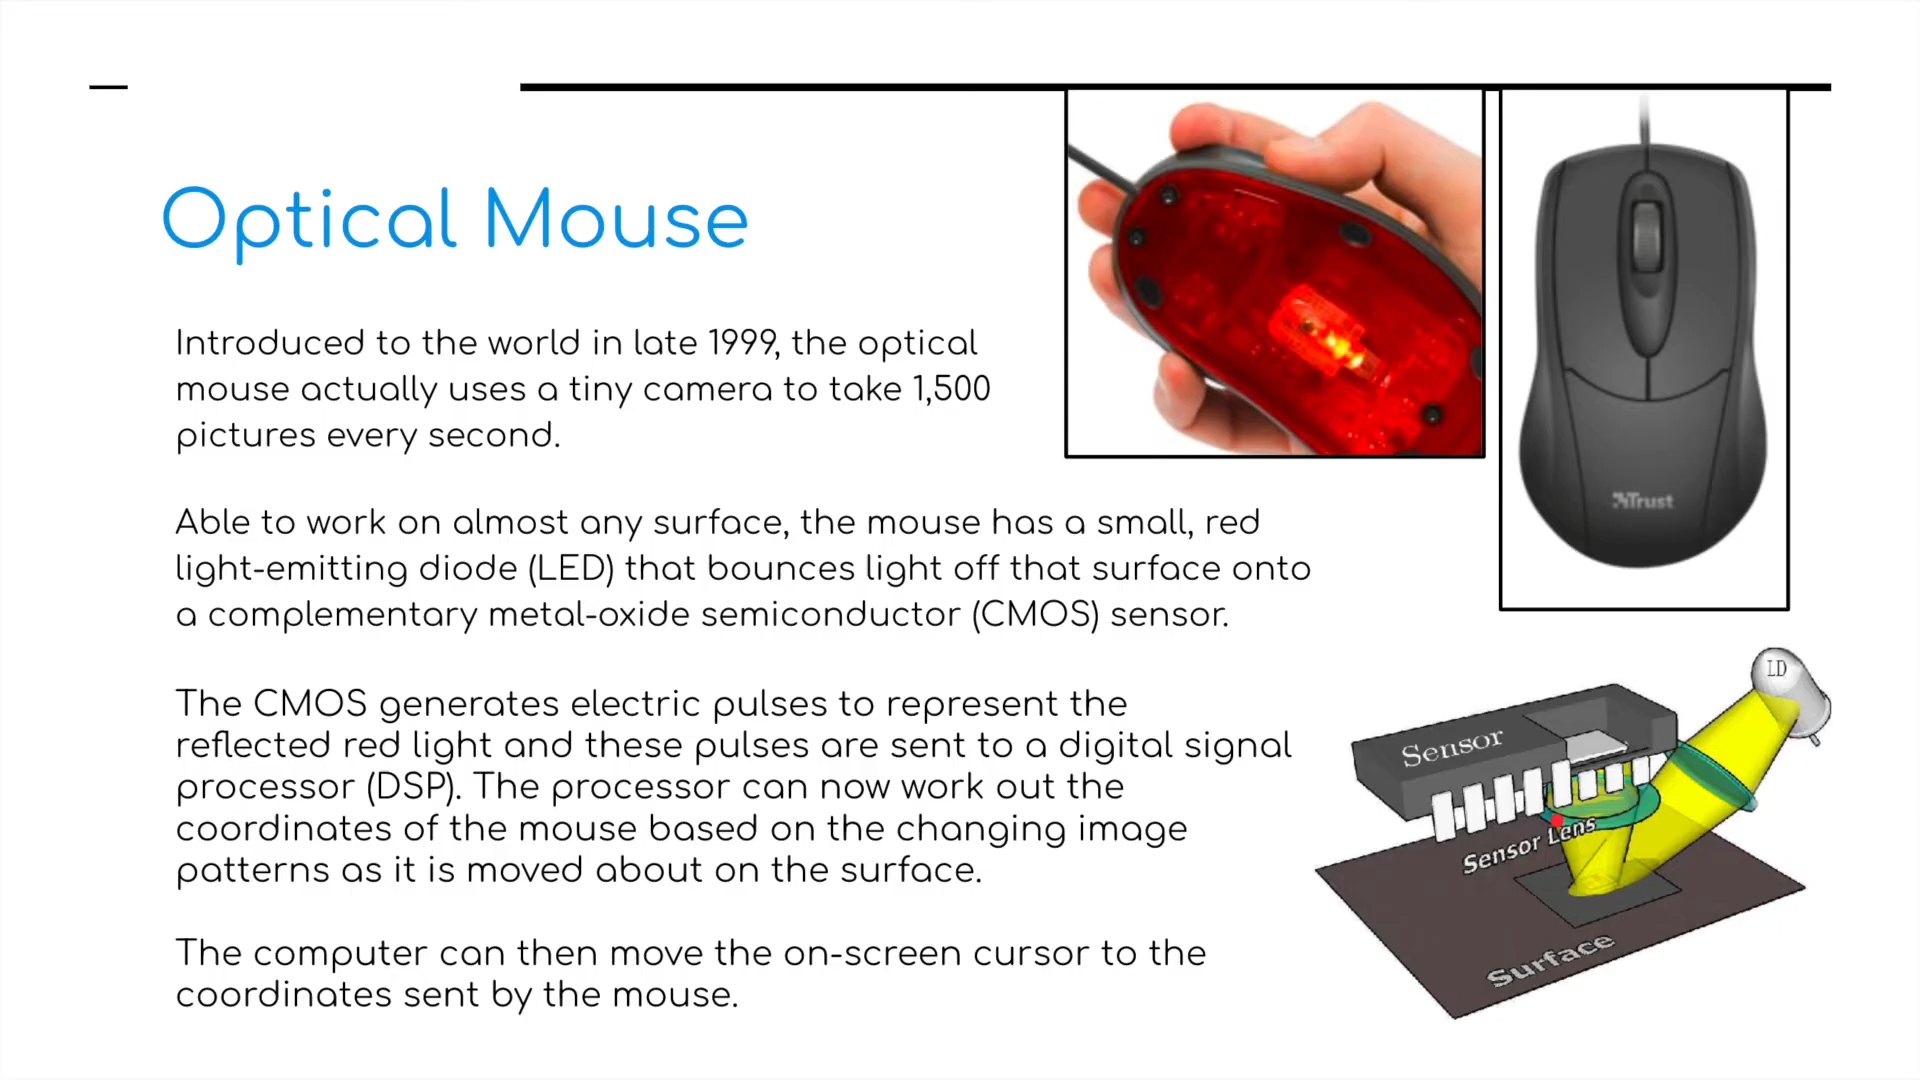 Optical Mouse
Introduced to the world in late 1999, the optical
mouse actually uses a tiny camera to take 1,500
pictures every second.
Able to work on almost any surface, the mouse has a small, red
light-emitting diode (LED) that bounces light off that surface onto
a complementary metal-oxide semiconductor (CMOS) sensor.
The CMOS generates electric pulses to represent the
reflected red light and these pulses are sent to a digital signal
processor (DSP). The processor can now work out the
coordinates of the mouse based on the changing image
patterns as it is moved about on the surface.
The computer can then move the on-screen cursor to the
coordinates sent by the mouse.
Trust
LD
Sensor
Sensor Lens
Surface